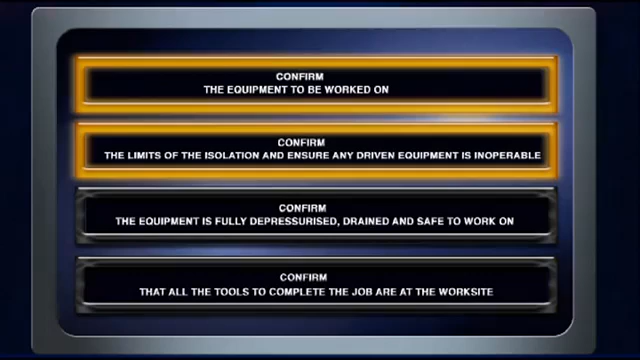 CONFIRM
THE EQUIPMENT TO BE WORKED ON
CONFIRM
THE LIMITS OF THE ISOLATION AND ENSURE ANY DRIVEN EQUIPMENT IS INOPERABLE
CONFIRM
THE EQUIPMENT IS FULLY DEPRESSURISED, DRAINED AND SAFE TO WORK ON
CONFIRM
THAT ALL THE TOOLS TO COMPLETE THE JOB ARE AT THE WORKSITE